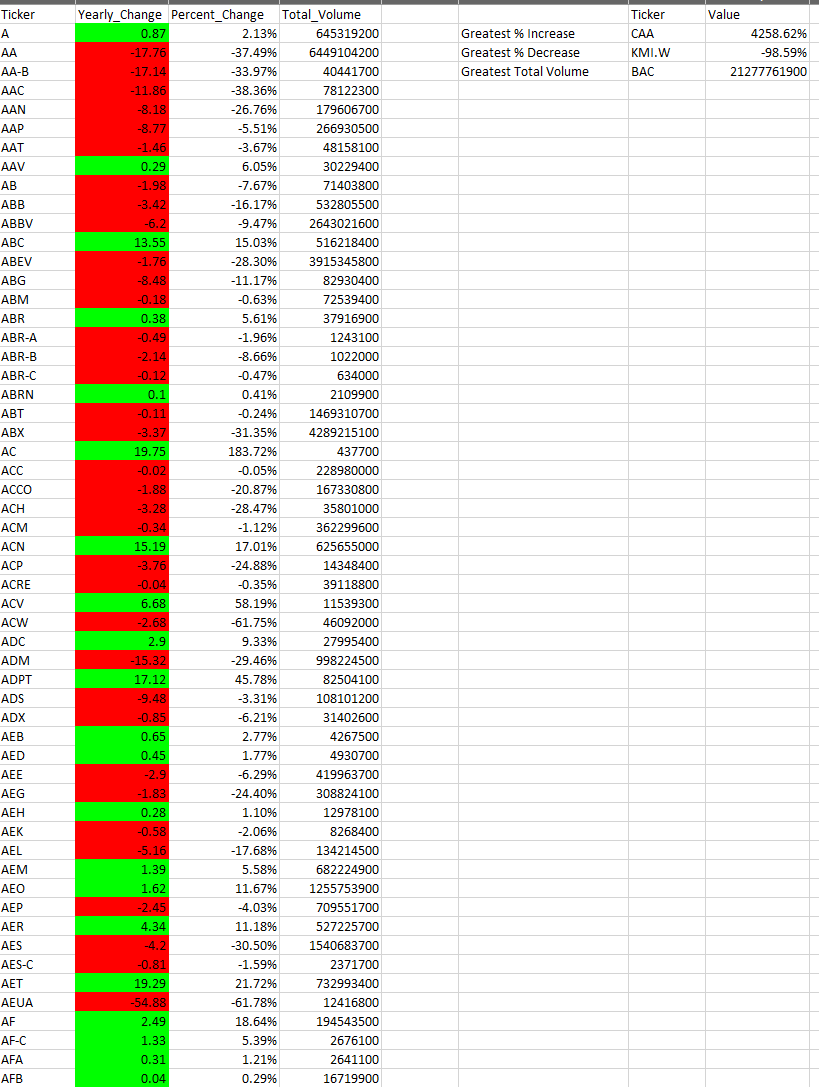 Ticker Yearly_Change Percent_Change Total_Volume Ticker Value
A 0.87 2.13% 645319200 Greatest % Increase CAA 4258.62%
AA -17.76 -37.49% 6449104200 Greatest % Decrease KMI.W -98.59%
AA-B -17.14 -33.97% 40441700 Greatest Total Volume BAC 21277761900
AAC -11.86 -38.36% 78122300
AAN -8.18 -26.76% 179606700
AAP -8.77 -5.51% 266930500
AAT -1.46 -3.67% 48158100
AAV 0.29 6.05% 30229400
AB -1.98 -7.67% 71403800
ABB -3.42 -16.17% 532805500
ABBV -6.2 -9.47% 2643021600
ABC 13.55 15.03% 516218400
ABEV -1.76 -28.30% 3915345800
ABG -8.48 -11.17% 82930400
ABM -0.18 -0.63% 72539400
ABR 0.38 5.61% 37916900
ABR-A -0.49 -1.96% 1243100
ABR-B -2.14 -8.66% 1022000
ABR-C -0.12 -0.47% 634000
ABRN 0.1 0.41% 2109900
ABT -0.11 -0.24% 1469310700
ABX -3.37 -31.35% 4289215100
AC 19.75 183.72% 437700
ACC -0.02 -0.05% 228980000
ACCO -1.88 -20.87% 167330800
ACH -3.28 -28.47% 35801000
ACM -0.34 -1.12% 362299600
ACN 15.19 17.01% 625655000
ACP -3.76 -24.88% 14348400
ACRE -0.04 -0.35% 39118800
ACV 6.68 58.19% 11539300
ACW -2.68 -61.75% 46092000
ADC 2.9 9.33% 27995400
ADM -15.32 -29.46% 998224500
ADPT 17.12 45.78% 82504100
ADS -9.48 -3.31% 108101200
ADX -0.85 -6.21% 31402600
AEB 0.65 2.77% 4267500
AED 0.45 1.77% 4930700
AEE -2.9 -6.29% 419963700
AEG -1.83 -24.40% 308824100
AEH 0.28 1.10% 12978100
AEK -0.58 -2.06% 8268400
AEL -5.16 -17.68% 134214500
AEM 1.39 5.58% 682224900
AEO 1.62 11.67% 1255753900
AEP -2.45 -4.03% 709551700
AER 4.34 11.18% 527225700
AES -4.2 -30.50% 1540683700
AES-C -0.81 -1.59% 2371700
AET 19.29 21.72% 732993400
AEUA -54.88 -61.78% 12416800
AF 2.49 18.64% 194543500
AF-C 1.33 5.39% 2676100
AFA 0.31 1.21% 2641100
AFB 0.04 0.29% 16719900